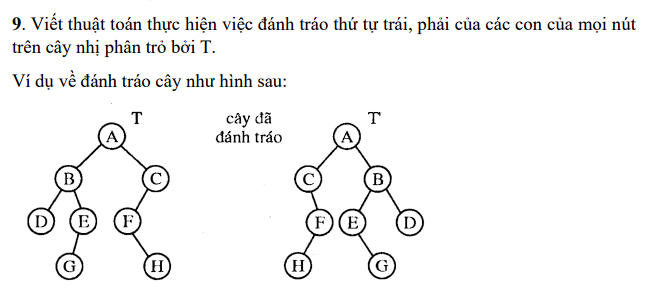 9. Viết thuật toán thực hiện việc đánh tráo thứ tự trái, phải của các con của mọi nút
trên cây nhị phân trỏ bởi T.
Ví dụ về đánh tráo cây như hình sau:
T
A
B
C
D
E
F
G
H
cây đã
đánh tráo
T
A
C
B
F
E
D
H
G